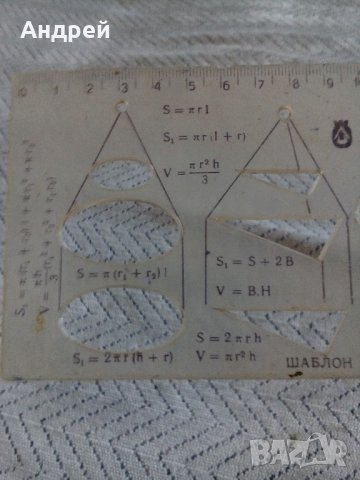 Андрей
0 1 2 3 4 5 6 7 8 9
S = πrl
S₁ = πr(l + r)
V = πr²h/3
S₁ = S + 2B
V = B.H
S = π(r₁ + r₂)l
S₁ = 2πr(h + r)
S = 2πrh
V = πr²h
ШАБЛОН
BAZAR